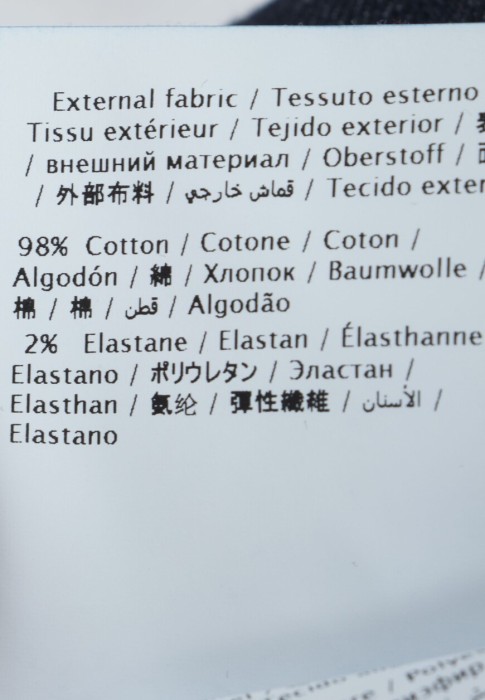 External fabric / Tessuto esterno
Tissu extérieur / Tejido exterior /
/ внешний материал / Oberstoff /
/ 外部布料 / قماش خارجي / Tecido exter
98% Cotton / Cotone / Coton /
Algodón / 綿 / Хлопок / Baumwolle /
棉 / 棉 / قطن / Algodão
2% Elastane / Elastan / Élasthanne
Elastano / ポリウレタン / Эластан /
Elasthan / 氨纶 / 彈性纖維 / الأسنان /
Elastano